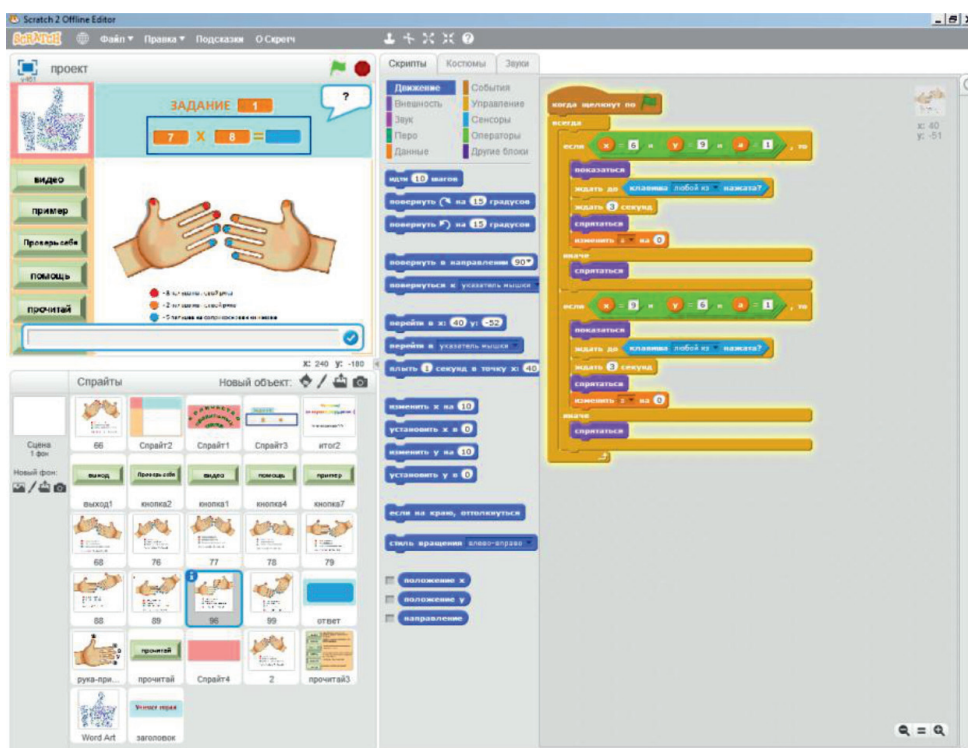 Scratch 2 Offline Editor
SCRATCH Файл Правка Подсказки О Скретч
проект
v461
ЗАДАНИЕ 1
?
7 X 8 =
видео
пример
Проверь себя
помощь
прочитай
x: 240 y: -180
Спрайты Новый объект:
Сцена
1 фон
Новый фон:
66 Спрайт2 Спрайт1 Спрайт3 итог2
выход Проверь себя видео помощь пример
выход1 кнопка2 кнопка1 кнопка4 кнопка7
68 76 77 78 79
88 89 96 99 ответ
прочитай
рука-при... прочитай Спрайт4 2 прочитай3
Word Art заголовок
Скрипты Костюмы Звуки
Движение События
Внешность Управление
Звук Сенсоры
Перо Операторы
Данные Другие блоки
идти 10 шагов
повернуть на 15 градусов
повернуть на 15 градусов
повернуть в направлении 90
повернуться к указатель мышки
перейти в x: 40 y: -52
перейти в указатель мышки
плыть 1 секунд в точку x: 40
изменить х на 10
установить х в 0
изменить у на 10
установить у в 0
если на краю, оттолкнуться
стиль вращения влево-вправо
положение x
положение y
направление
когда щелкнут по
всегда
если x = 6 и y = 9 и a = 1 , то
показаться
ждать до клавиша любой нажата?
ждать 3 секунд
спрятаться
изменить на 0
иначе
спрятаться
если x = 9 и y = 6 и a = 1 , то
показаться
ждать до клавиша любой нажата?
ждать 3 секунд
спрятаться
изменить на 0
иначе
спрятаться
x: 40
y: -51